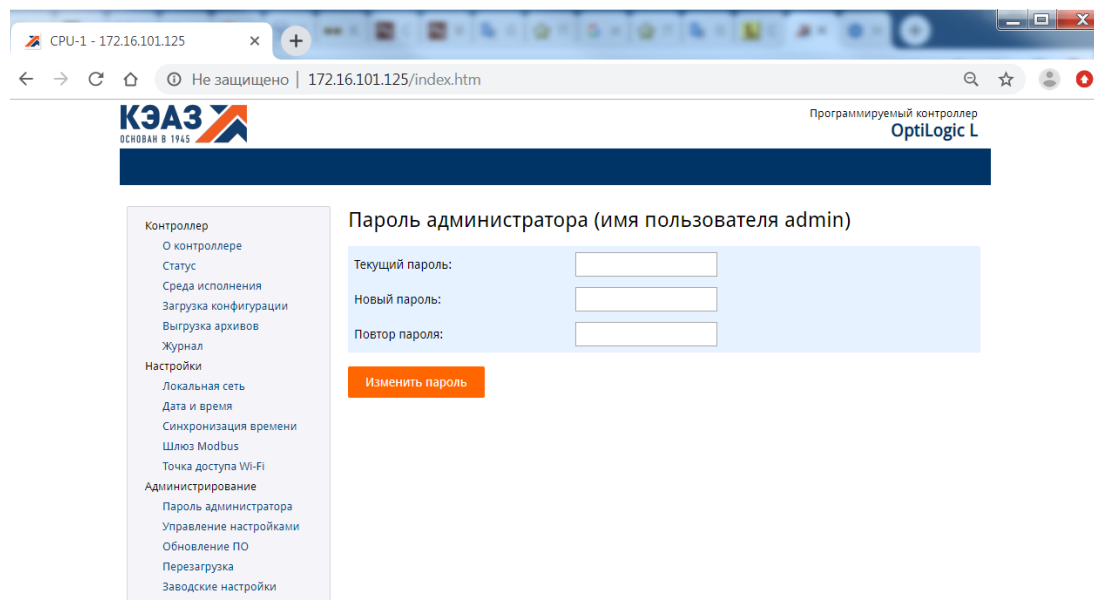 CPU-1 - 172.16.101.125
Не защищено | 172.16.101.125/index.htm
КЭАЗ
ОСНОВАН В 1945
Программируемый контроллер
OptiLogic L
Контроллер
О контроллере
Статус
Среда исполнения
Загрузка конфигурации
Выгрузка архивов
Журнал
Настройки
Локальная сеть
Дата и время
Синхронизация времени
Шлюз Modbus
Точка доступа Wi-Fi
Администрирование
Пароль администратора
Управление настройками
Обновление ПО
Перезагрузка
Заводские настройки
Пароль администратора (имя пользователя admin)
Текущий пароль:
Новый пароль:
Повтор пароля:
Изменить пароль